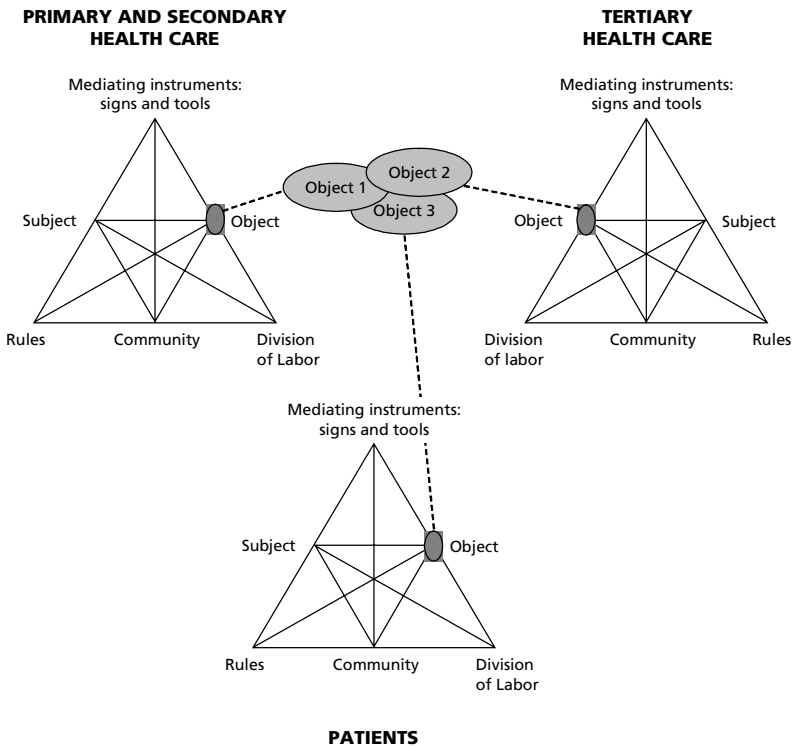 PRIMARY AND SECONDARY
HEALTH CARE
TERTIARY
HEALTH CARE
Mediating instruments:
signs and tools
Mediating instruments:
signs and tools
Object 1
Object 2
Object 3
Subject
Object
Object
Subject
Rules
Community
Division
of Labor
Division
of labor
Community
Rules
Mediating instruments:
signs and tools
Subject
Object
Rules
Community
Division
of Labor
PATIENTS